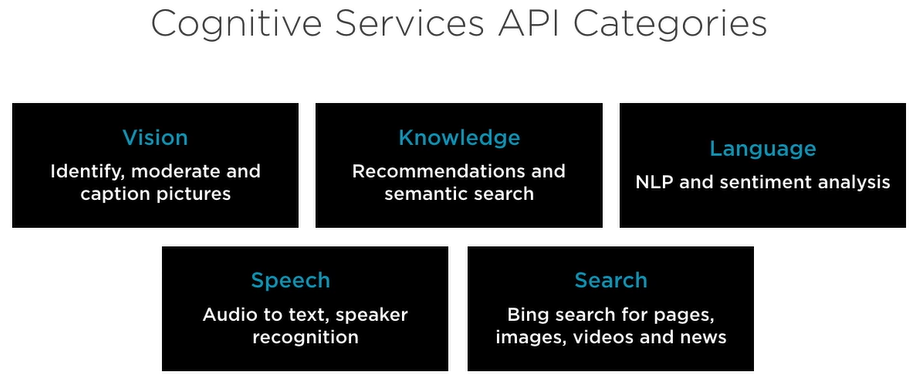 Cognitive Services API Categories
Vision
Identify, moderate and
caption pictures
Knowledge
Recommendations and
semantic search
Language
NLP and sentiment analysis
Speech
Audio to text, speaker
recognition
Search
Bing search for pages,
images, videos and news